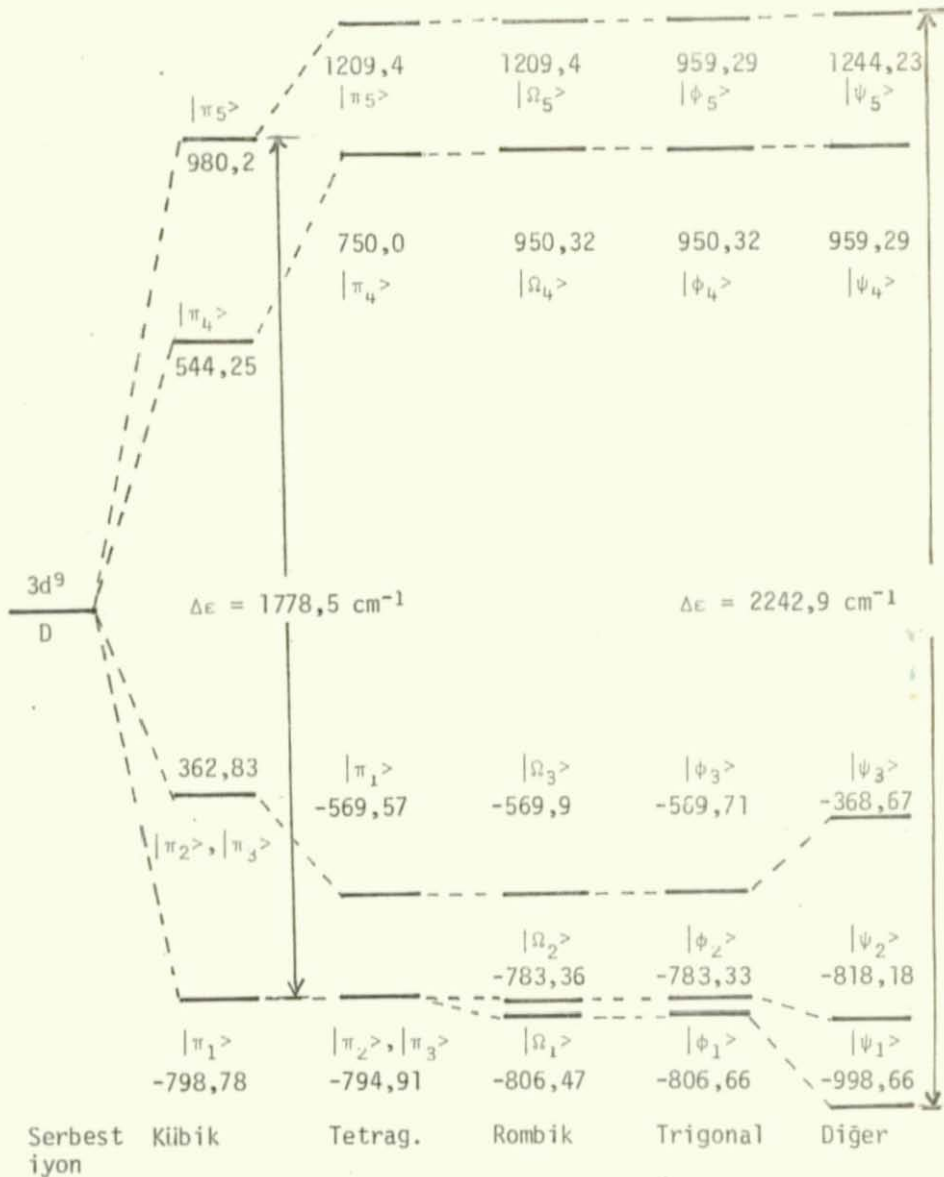 1209,4 1209,4 959,29 1244,23
|π5> |Ω5> |φ5> |ψ5>
|π5>
980,2
750,0 950,32 950,32 959,29
|π4> |Ω4> |φ4> |ψ4>
|π4>
544,25
3d9
D
Δε = 1778,5 cm-1 Δε = 2242,9 cm-1
362,83 |π1> |Ω3> |φ3> |ψ3>
-569,57 -569,9 -569,71 -368,67
|π2>,|π3>
|Ω2> |φ2> |ψ2>
-783,36 -783,33 -818,18
|π1> |π2>,|π3> |Ω1> |φ1> |ψ1>
-798,78 -794,91 -806,47 -806,66 -998,66
Serbest Kübik Tetrag. Rombik Trigonal Diğer
iyon